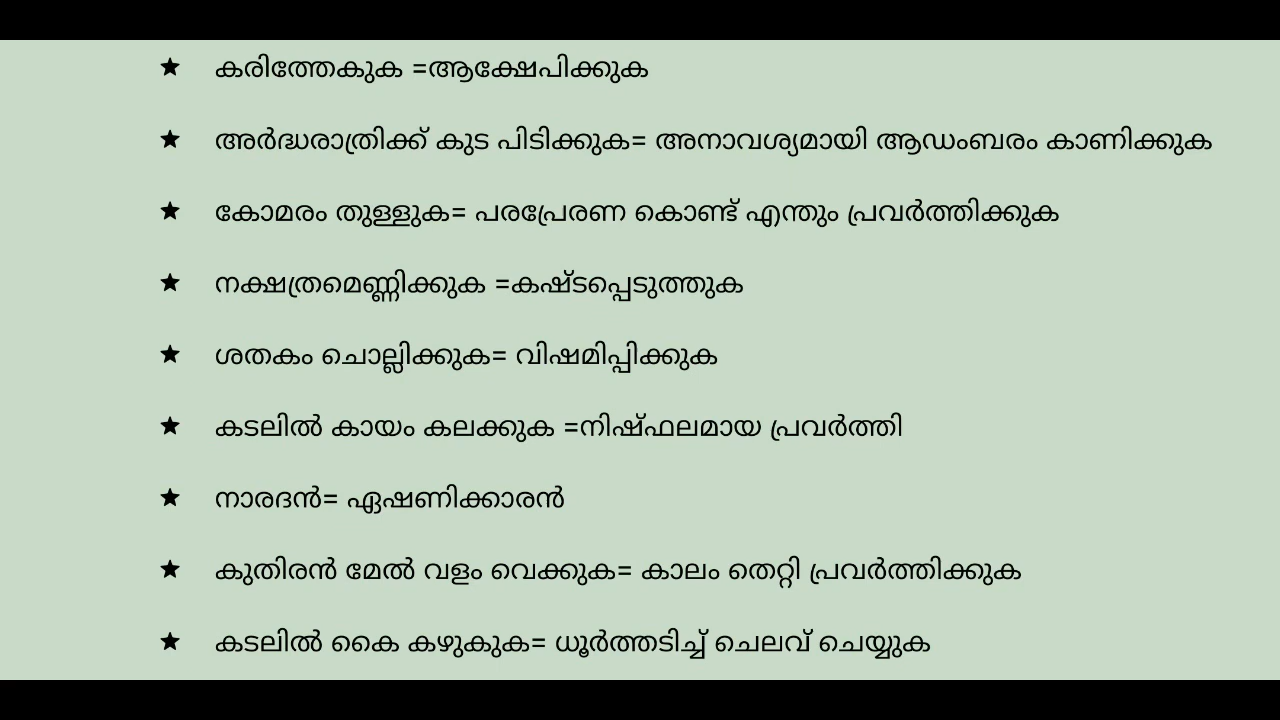 ★ കരിത്തേകുക =ആക്ഷേപിക്കുക
★ അർദ്ധരാത്രിക്ക് കുട പിടിക്കുക= അനാവശ്യമായി ആഡംബരം കാണിക്കുക
★ കോമരം തുള്ളുക= പരപ്രേരണ കൊണ്ട് എന്തും പ്രവർത്തിക്കുക
★ നക്ഷത്രമെണ്ണിക്കുക =കഷ്ടപ്പെടുത്തുക
★ ശതകം ചൊല്ലിക്കുക= വിഷമിപ്പിക്കുക
★ കടലിൽ കായം കലക്കുക =നിഷ്ഫലമായ പ്രവർത്തി
★ നാരദൻ= ഏഷണിക്കാരൻ
★ കുതിരൻ മേൽ വളം വെക്കുക= കാലം തെറ്റി പ്രവർത്തിക്കുക
★ കടലിൽ കൈ കഴുകുക= ധൂർത്തടിച്ച് ചെലവ് ചെയ്യുക